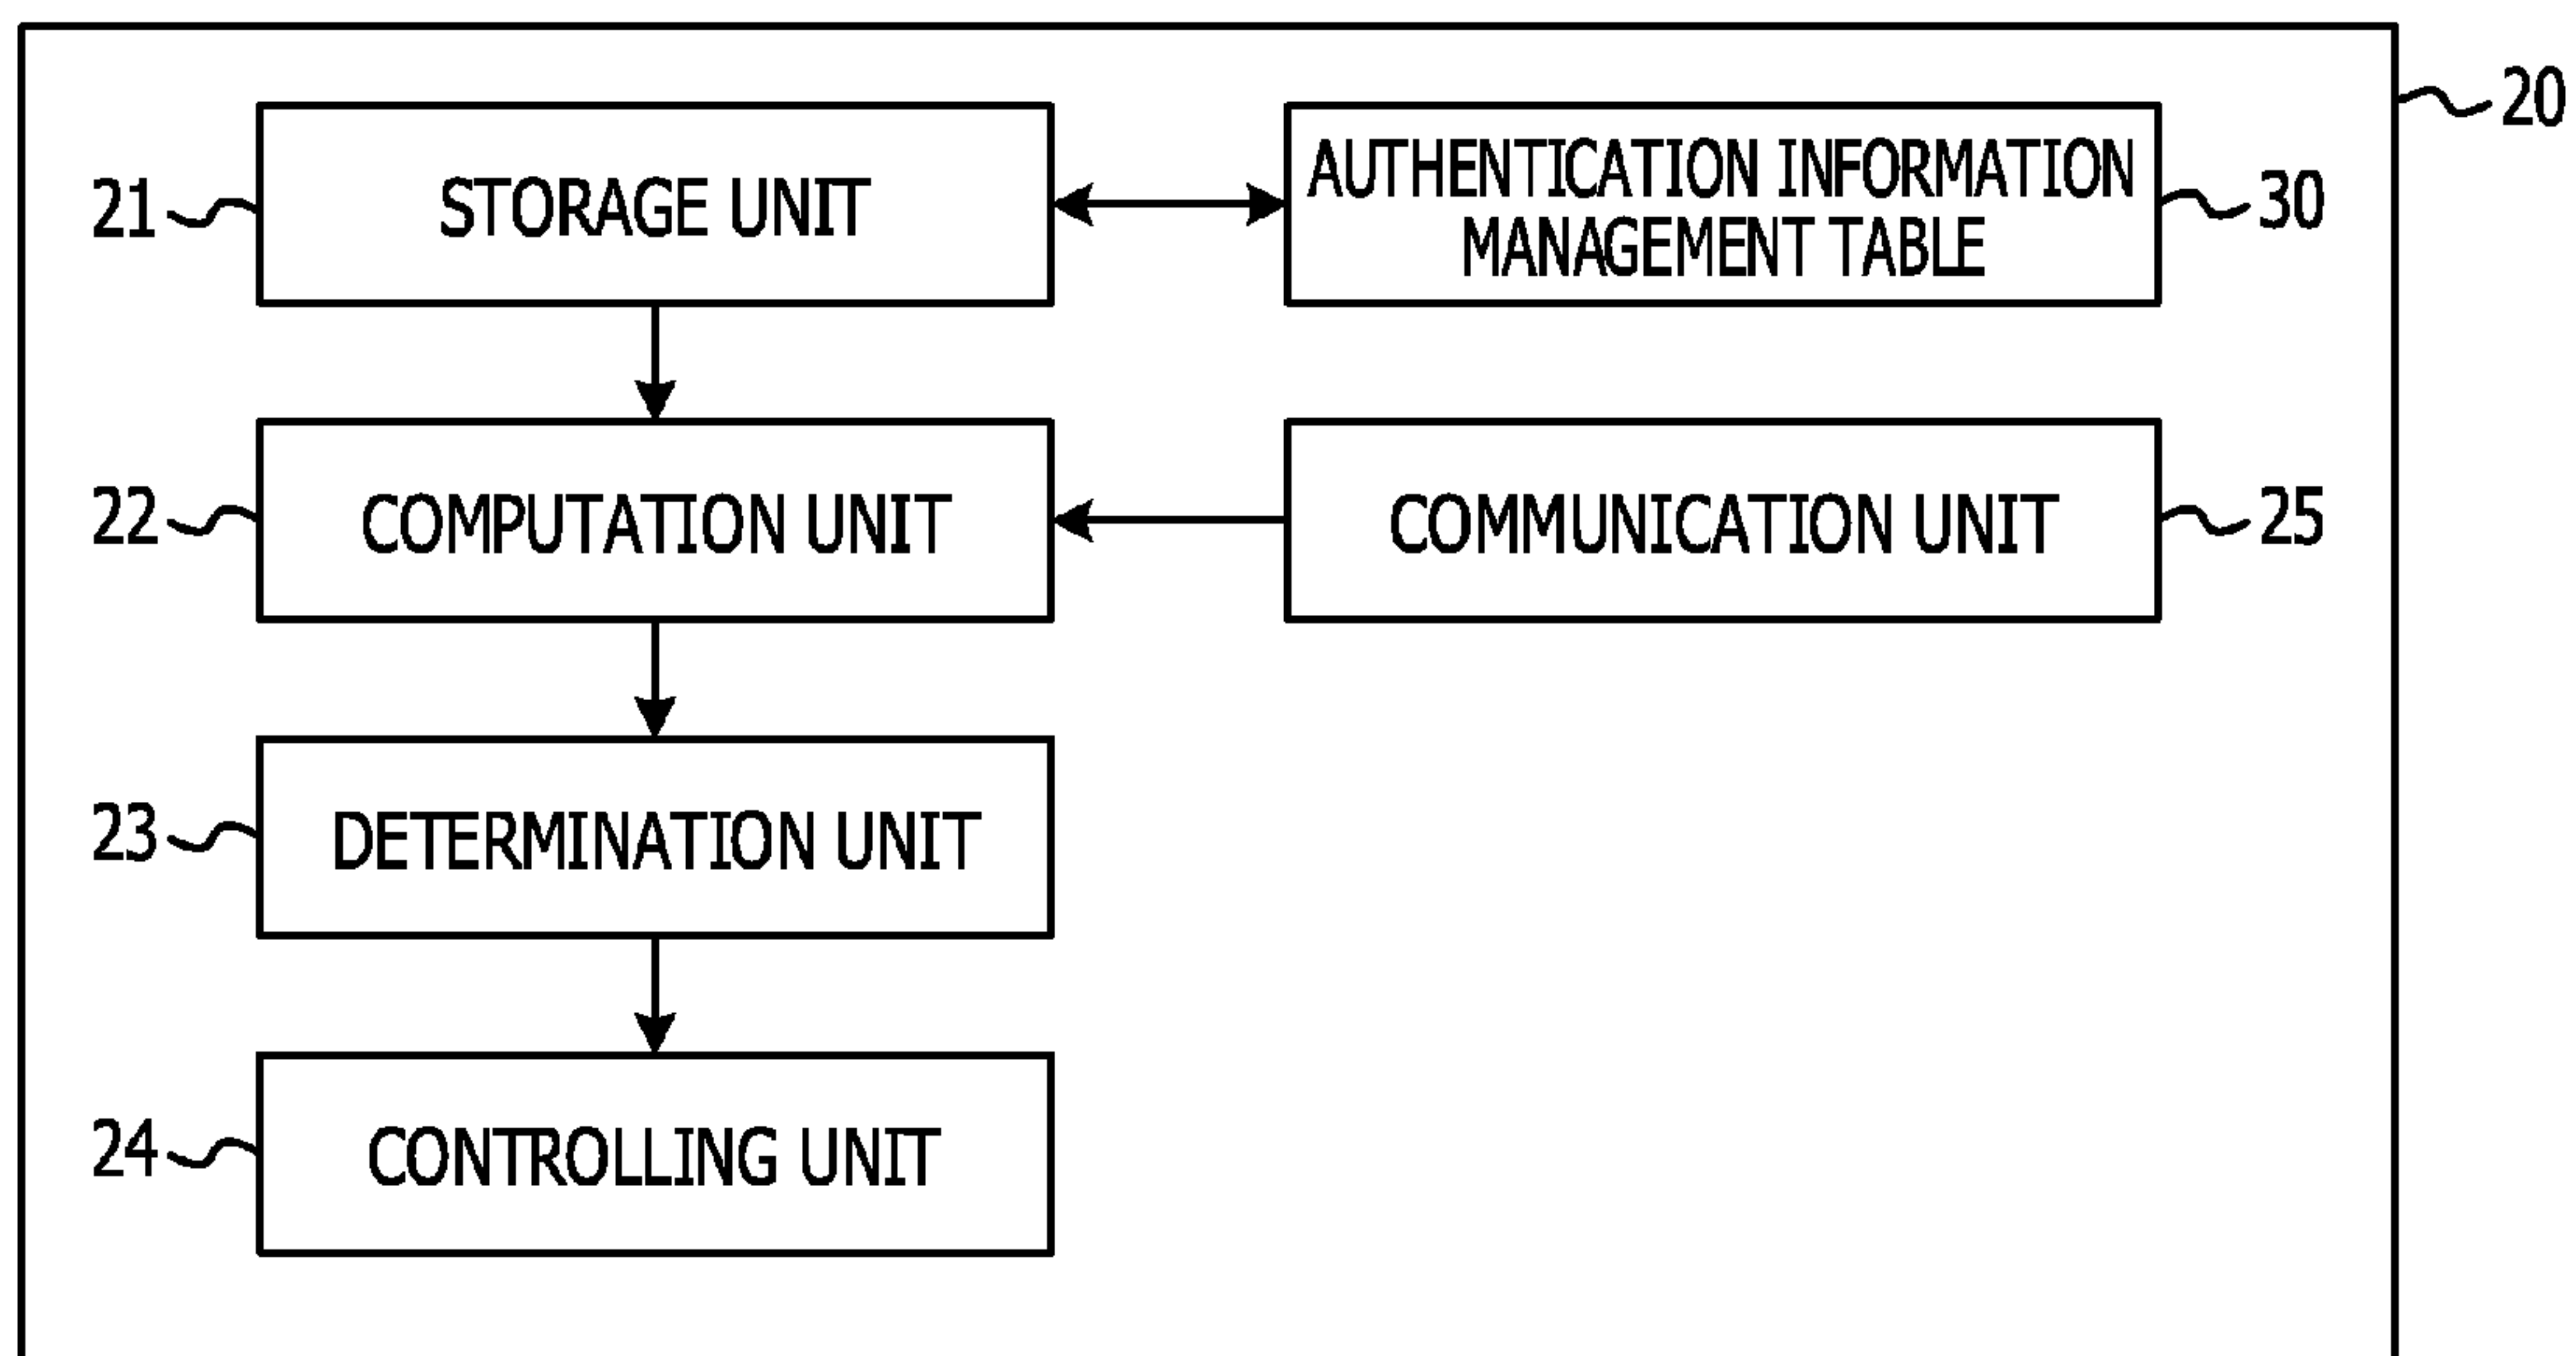 20
21
STORAGE UNIT
AUTHENTICATION INFORMATION
MANAGEMENT TABLE
30
22
COMPUTATION UNIT
COMMUNICATION UNIT
25
23
DETERMINATION UNIT
24
CONTROLLING UNIT